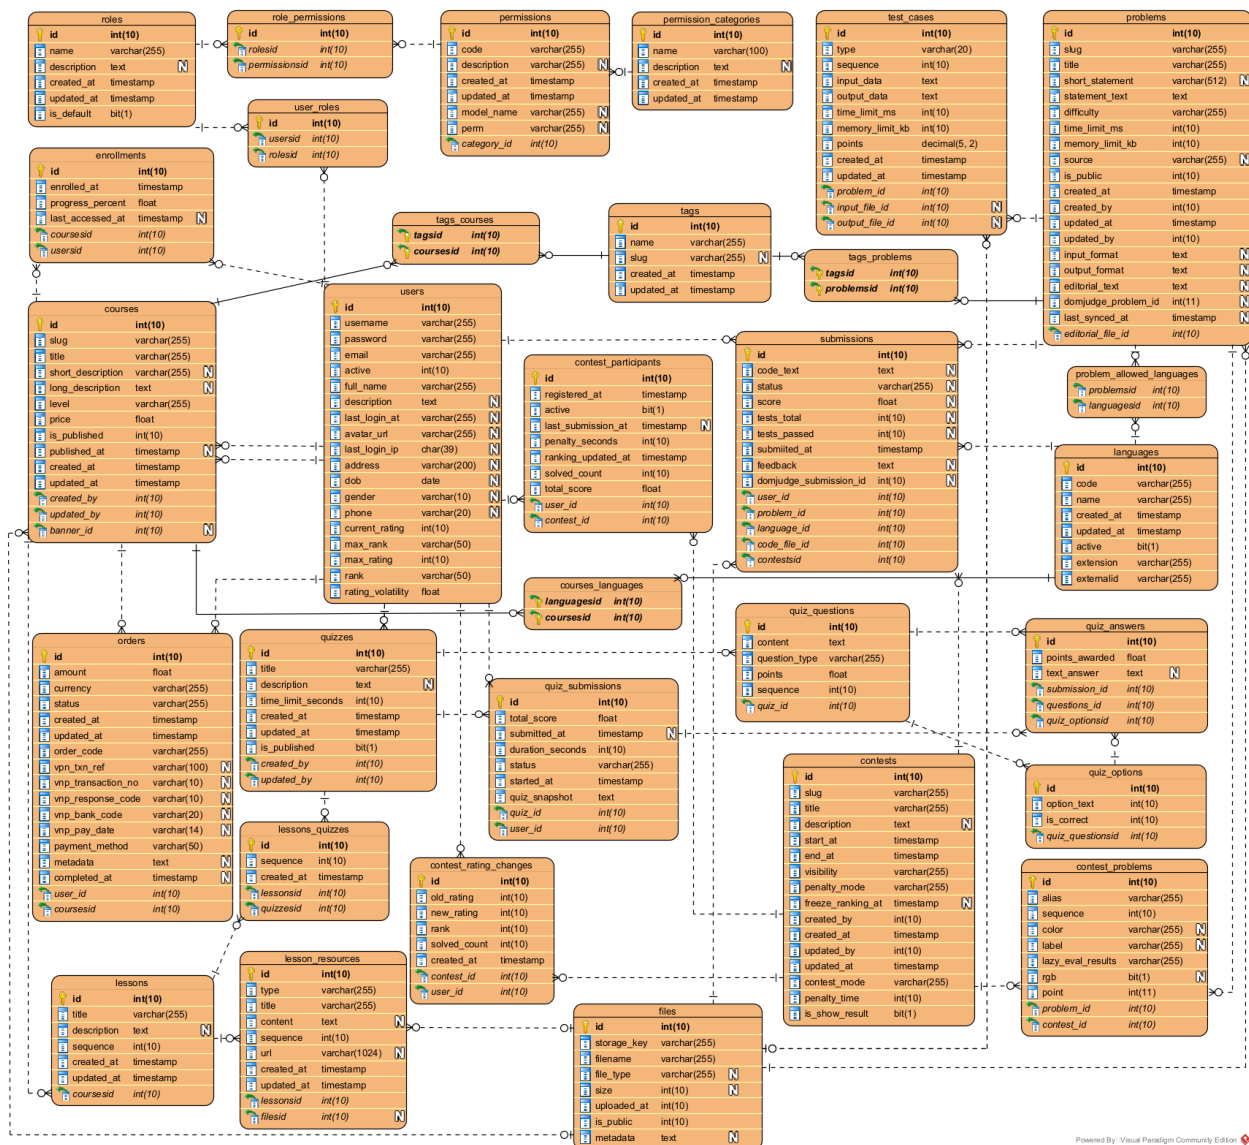 roles
id int(10)
name varchar(255)
description text N
created_at timestamp
updated_at timestamp
is_default bit(1)
role_permissions
id int(10)
rolesid int(10)
permissionsid int(10)
permissions
id int(10)
code varchar(255)
description varchar(255) N
created_at timestamp
updated_at timestamp
model_name varchar(255) N
perm varchar(255) N
category_id int(10)
permission_categories
id int(10)
name varchar(100)
description text N
created_at timestamp
updated_at timestamp
test_cases
id int(10)
type varchar(20)
sequence int(10)
input_data text
output_data text
time_limit_ms int(10)
memory_limit_kb int(10)
points decimal(5, 2)
created_at timestamp
updated_at timestamp
problem_id int(10)
input_file_id int(10) N
output_file_id int(10) N
problems
id int(10)
slug varchar(255)
title varchar(255)
short_statement varchar(512) N
statement_text text
difficulty varchar(255)
time_limit_ms int(10)
memory_limit_kb int(10)
source varchar(255) N
is_public int(10)
created_at timestamp
created_by int(10)
updated_at timestamp
updated_by int(10)
input_format text N
output_format text N
editorial_text text N
domjudge_problem_id int(11) N
last_synced_at timestamp N
editorial_file_id int(10) N
user_roles
id int(10)
usersid int(10)
rolesid int(10)
enrollments
id int(10)
enrolled_at timestamp
progress_percent float
last_accessed_at timestamp N
coursesid int(10)
usersid int(10)
tags_courses
tagsid int(10)
coursesid int(10)
tags
id int(10)
name varchar(255)
slug varchar(255) N
created_at timestamp
updated_at timestamp
tags_problems
tagsid int(10)
problemsid int(10)
courses
id int(10)
slug varchar(255)
title varchar(255)
short_description varchar(255) N
long_description text N
level varchar(255)
price float
is_published int(10)
published_at timestamp N
created_at timestamp
updated_at timestamp
created_by int(10)
updated_by int(10)
banner_id int(10) N
users
id int(10)
username varchar(255)
password varchar(255)
email varchar(255)
active int(10)
full_name varchar(255)
description text N
last_login_at varchar(255) N
avatar_url varchar(255) N
last_login_ip char(39) N
address varchar(200) N
dob date N
gender varchar(10) N
phone varchar(20) N
current_rating int(10)
max_rank varchar(50)
max_rating int(10)
rank varchar(50)
rating_volatility float
contest_participants
id int(10)
registered_at timestamp
active bit(1)
last_submission_at timestamp N
penalty_seconds int(10)
ranking_updated_at timestamp
solved_count int(10)
total_score float
user_id int(10)
contest_id int(10)
submissions
id int(10)
code_text text N
status varchar(255) N
score float N
tests_total int(10) N
tests_passed int(10) N
submiited_at timestamp
feedback text N
domjudge_submission_id int(10) N
user_id int(10)
problem_id int(10)
language_id int(10)
code_file_id int(10)
contestsid int(10)
problem_allowed_languages
problemsid int(10)
languagesid int(10)
languages
id int(10)
code varchar(255)
name varchar(255)
created_at timestamp
updated_at timestamp
active bit(1)
extension varchar(255)
externalid varchar(255)
courses_languages
languagesid int(10)
coursesid int(10)
orders
id int(10)
amount float
currency varchar(255)
status varchar(255)
created_at timestamp
updated_at timestamp
order_code varchar(255)
vpn_txn_ref varchar(100) N
vnp_transaction_no varchar(10) N
vnp_response_code varchar(10) N
vnp_bank_code varchar(20) N
vnp_pay_date varchar(14) N
payment_method varchar(50)
metadata text N
completed_at timestamp N
user_id int(10)
coursesid int(10)
quizzes
id int(10)
title varchar(255)
description text N
time_limit_seconds int(10)
created_at timestamp
updated_at timestamp
is_published bit(1)
created_by int(10)
updated_by int(10)
quiz_submissions
id int(10)
total_score float
submitted_at timestamp N
duration_seconds int(10)
status varchar(255)
started_at timestamp
quiz_snapshot text
quiz_id int(10)
user_id int(10)
quiz_questions
id int(10)
content text
question_type varchar(255)
points float
sequence int(10)
quiz_id int(10)
quiz_answers
id int(10)
points_awarded float
text_answer text N
submission_id int(10)
questions_id int(10)
quiz_optionsid int(10)
quiz_options
id int(10)
option_text int(10)
is_correct int(10)
quiz_questionsid int(10)
lessons_quizzes
id int(10)
sequence int(10)
created_at timestamp
lessonsid int(10)
quizzesid int(10)
contest_rating_changes
id int(10)
old_rating int(10)
new_rating int(10)
rank int(10)
solved_count int(10)
created_at timestamp
contest_id int(10)
user_id int(10)
contests
id int(10)
slug varchar(255)
title varchar(255)
description text N
start_at timestamp
end_at timestamp
visibility varchar(255)
penalty_mode varchar(255)
freeze_ranking_at timestamp N
created_by int(10)
created_at timestamp
updated_by int(10)
updated_at timestamp
contest_mode varchar(255)
penalty_time int(10)
is_show_result bit(1)
contest_problems
id int(10)
alias varchar(255)
sequence int(10)
color varchar(255) N
label varchar(255) N
lazy_eval_results varchar(255)
rgb bit(1) N
point int(11)
problem_id int(10)
contest_id int(10)
lessons
id int(10)
title varchar(255)
description text N
sequence int(10)
created_at timestamp
updated_at timestamp
coursesid int(10)
lesson_resources
id int(10)
type varchar(255)
title varchar(255)
content text N
sequence int(10)
url varchar(1024) N
created_at timestamp
updated_at timestamp
lessonsid int(10)
filesid int(10) N
files
id int(10)
storage_key varchar(255)
filename varchar(255)
file_type varchar(255) N
size int(10) N
uploaded_at int(10)
is_public int(10)
metadata text N
Powered By: Visual Paradigm Community Edition